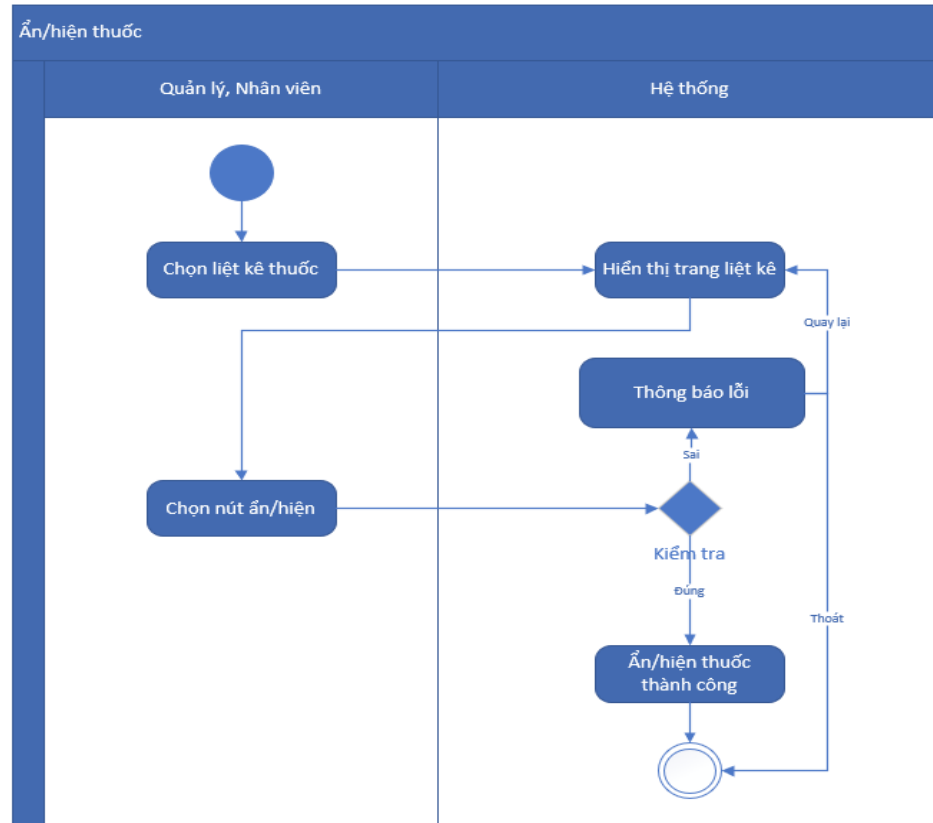 Ẩn/hiện thuốc
Quản lý, Nhân viên
Hệ thống
Chọn liệt kê thuốc
Hiển thị trang liệt kê
Quay lại
Thông báo lỗi
Sai
Chọn nút ẩn/hiện
Kiểm tra
Đúng
Thoát
Ẩn/hiện thuốc
thành công